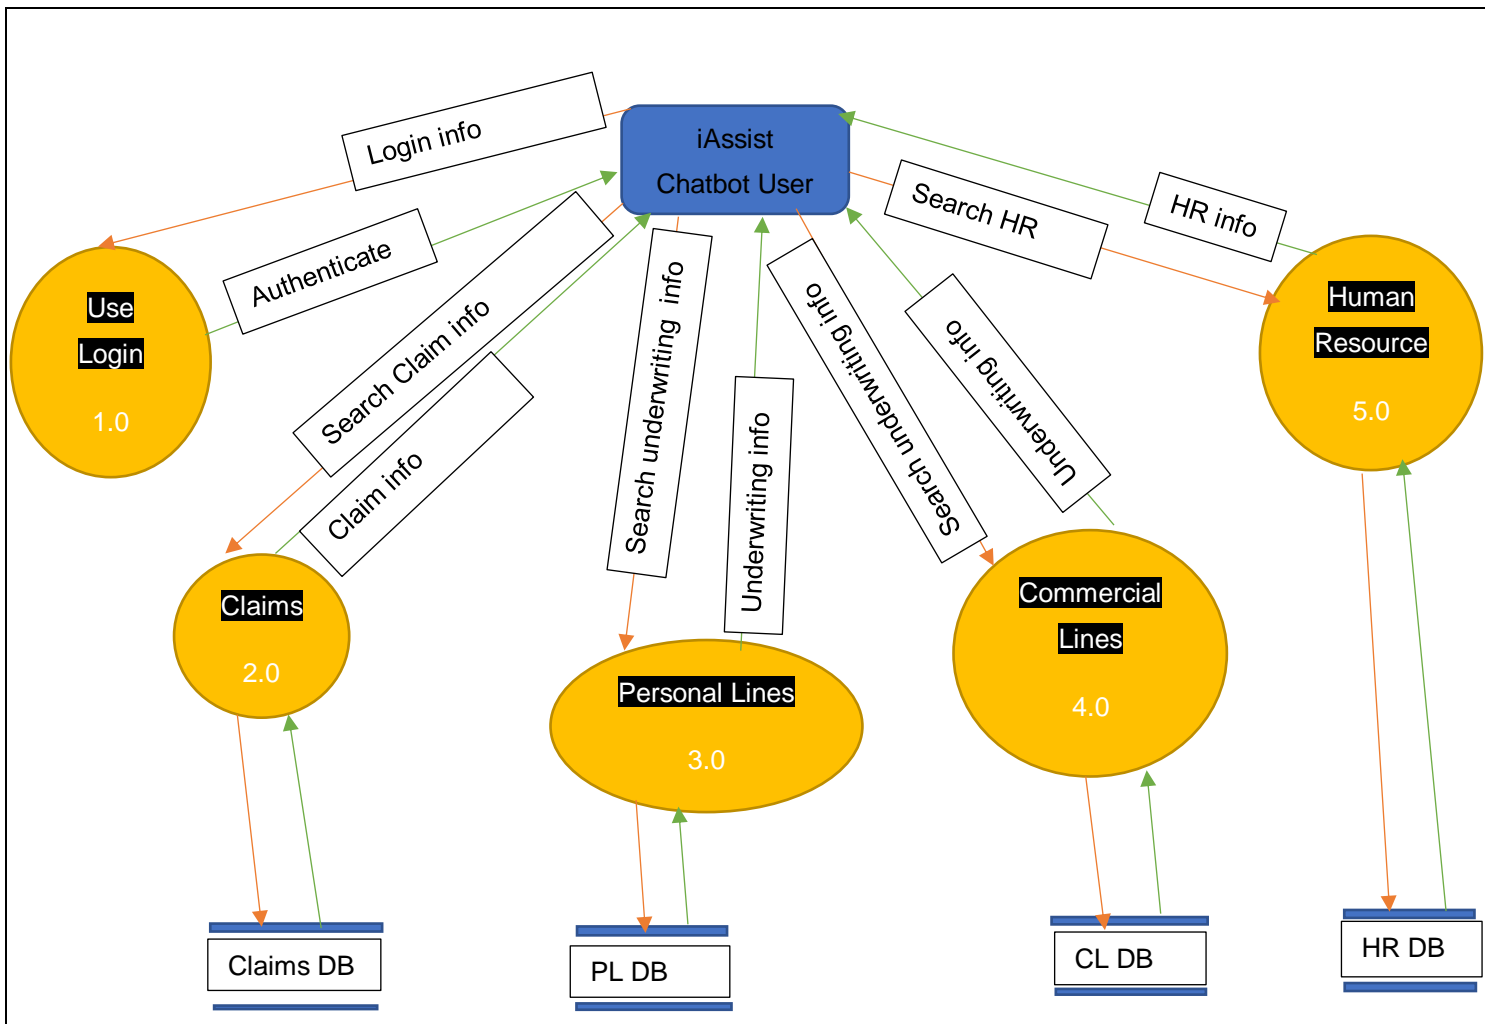 iAssist
Chatbot User
Login info
Authenticate
Search Claim info
Claim info
Search underwriting  info
Underwriting info
Search underwriting info
Underwriting info
Search HR
HR info
Use
Login
1.0
Claims
2.0
Personal Lines
3.0
Commercial
Lines
4.0
Human
Resource
5.0
Claims DB
PL DB
CL DB
HR DB